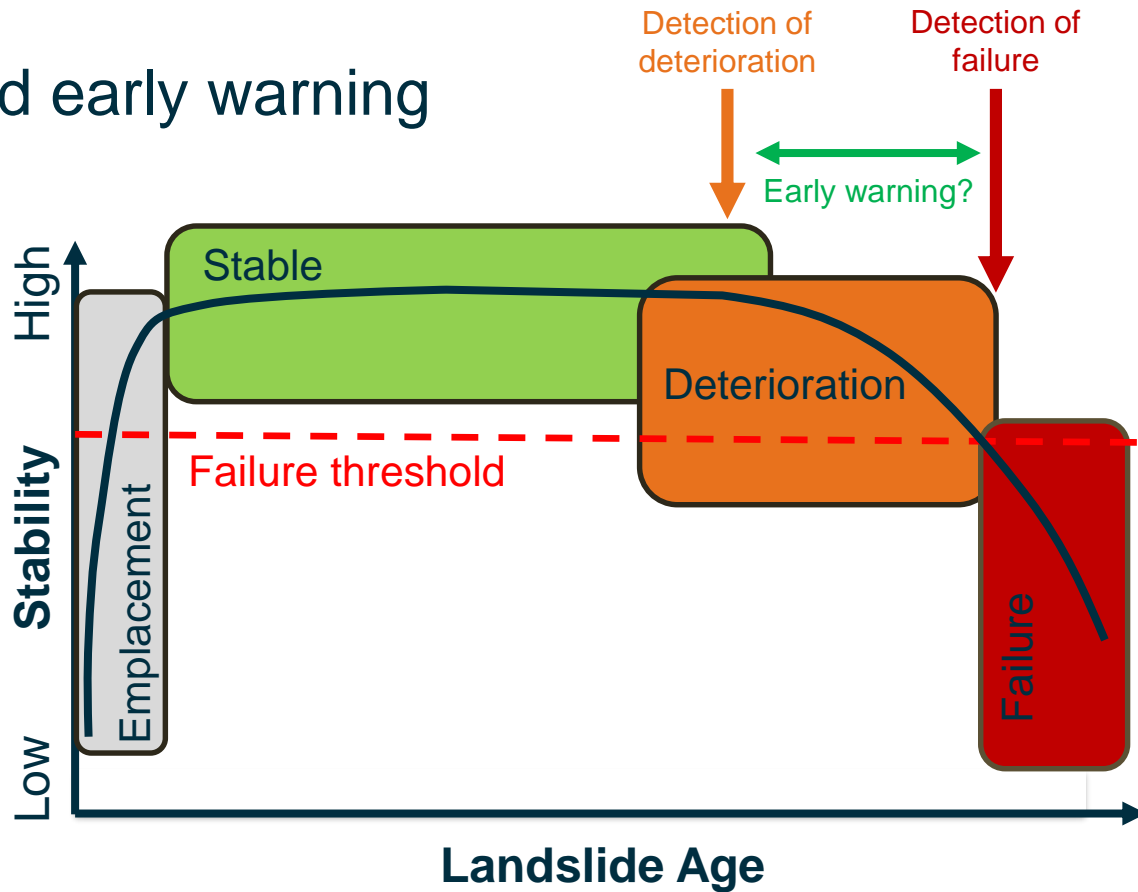 Detection of
deterioration
Detection of
failure
d early warning
Early warning?
High
Stable
Deterioration
Failure threshold
Stability
Emplacement
Failure
Low
Landslide Age